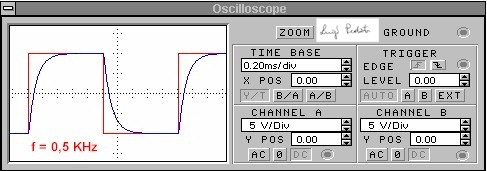 Oscilloscope
ZOOM GROUND
TIME BASE
0.20ms/div
X POS 0.00
Y/T B/A A/B
TRIGGER
EDGE
LEVEL 0.00
AUTO A B EXT
CHANNEL A
5 V/Div
Y POS 0.00
AC 0 DC
CHANNEL B
5 V/Div
Y POS 0.00
AC 0 DC
f = 0,5 KHz